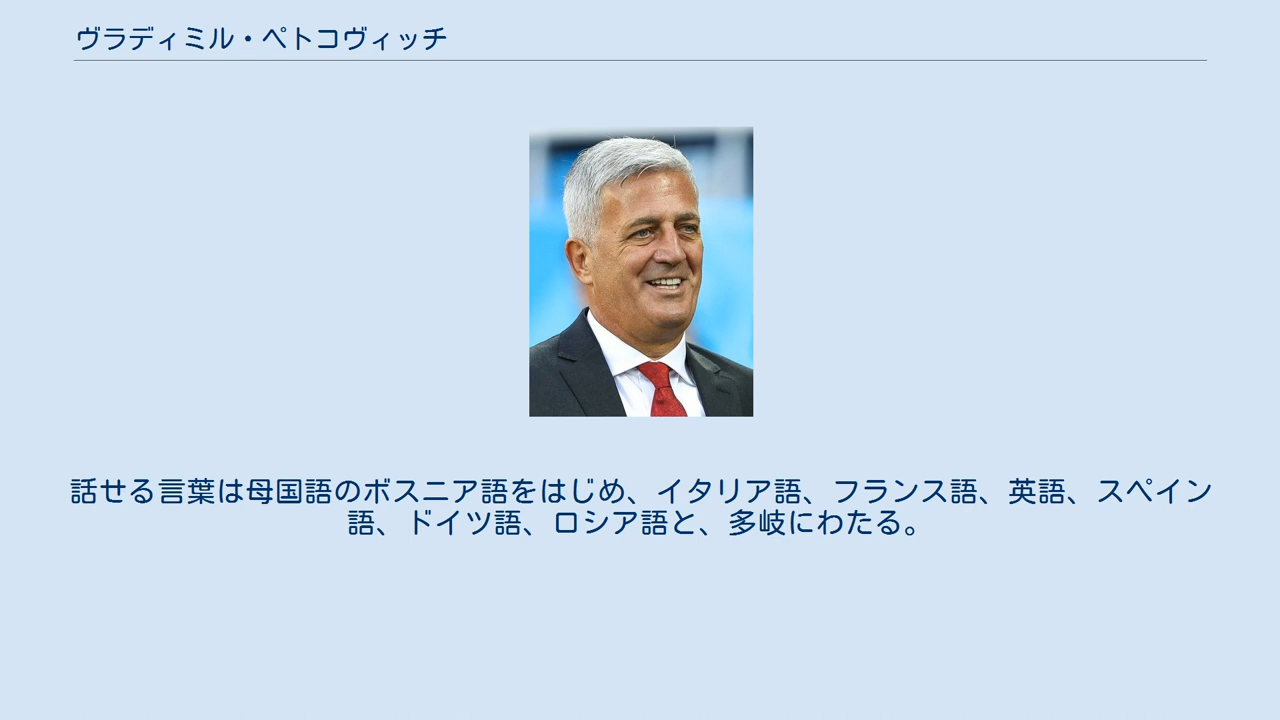 ヴラディミル・ペトコヴィッチ
話せる言葉は母国語のボスニア語をはじめ、イタリア語、フランス語、英語、スペイン
語、ドイツ語、ロシア語と、多岐にわたる。